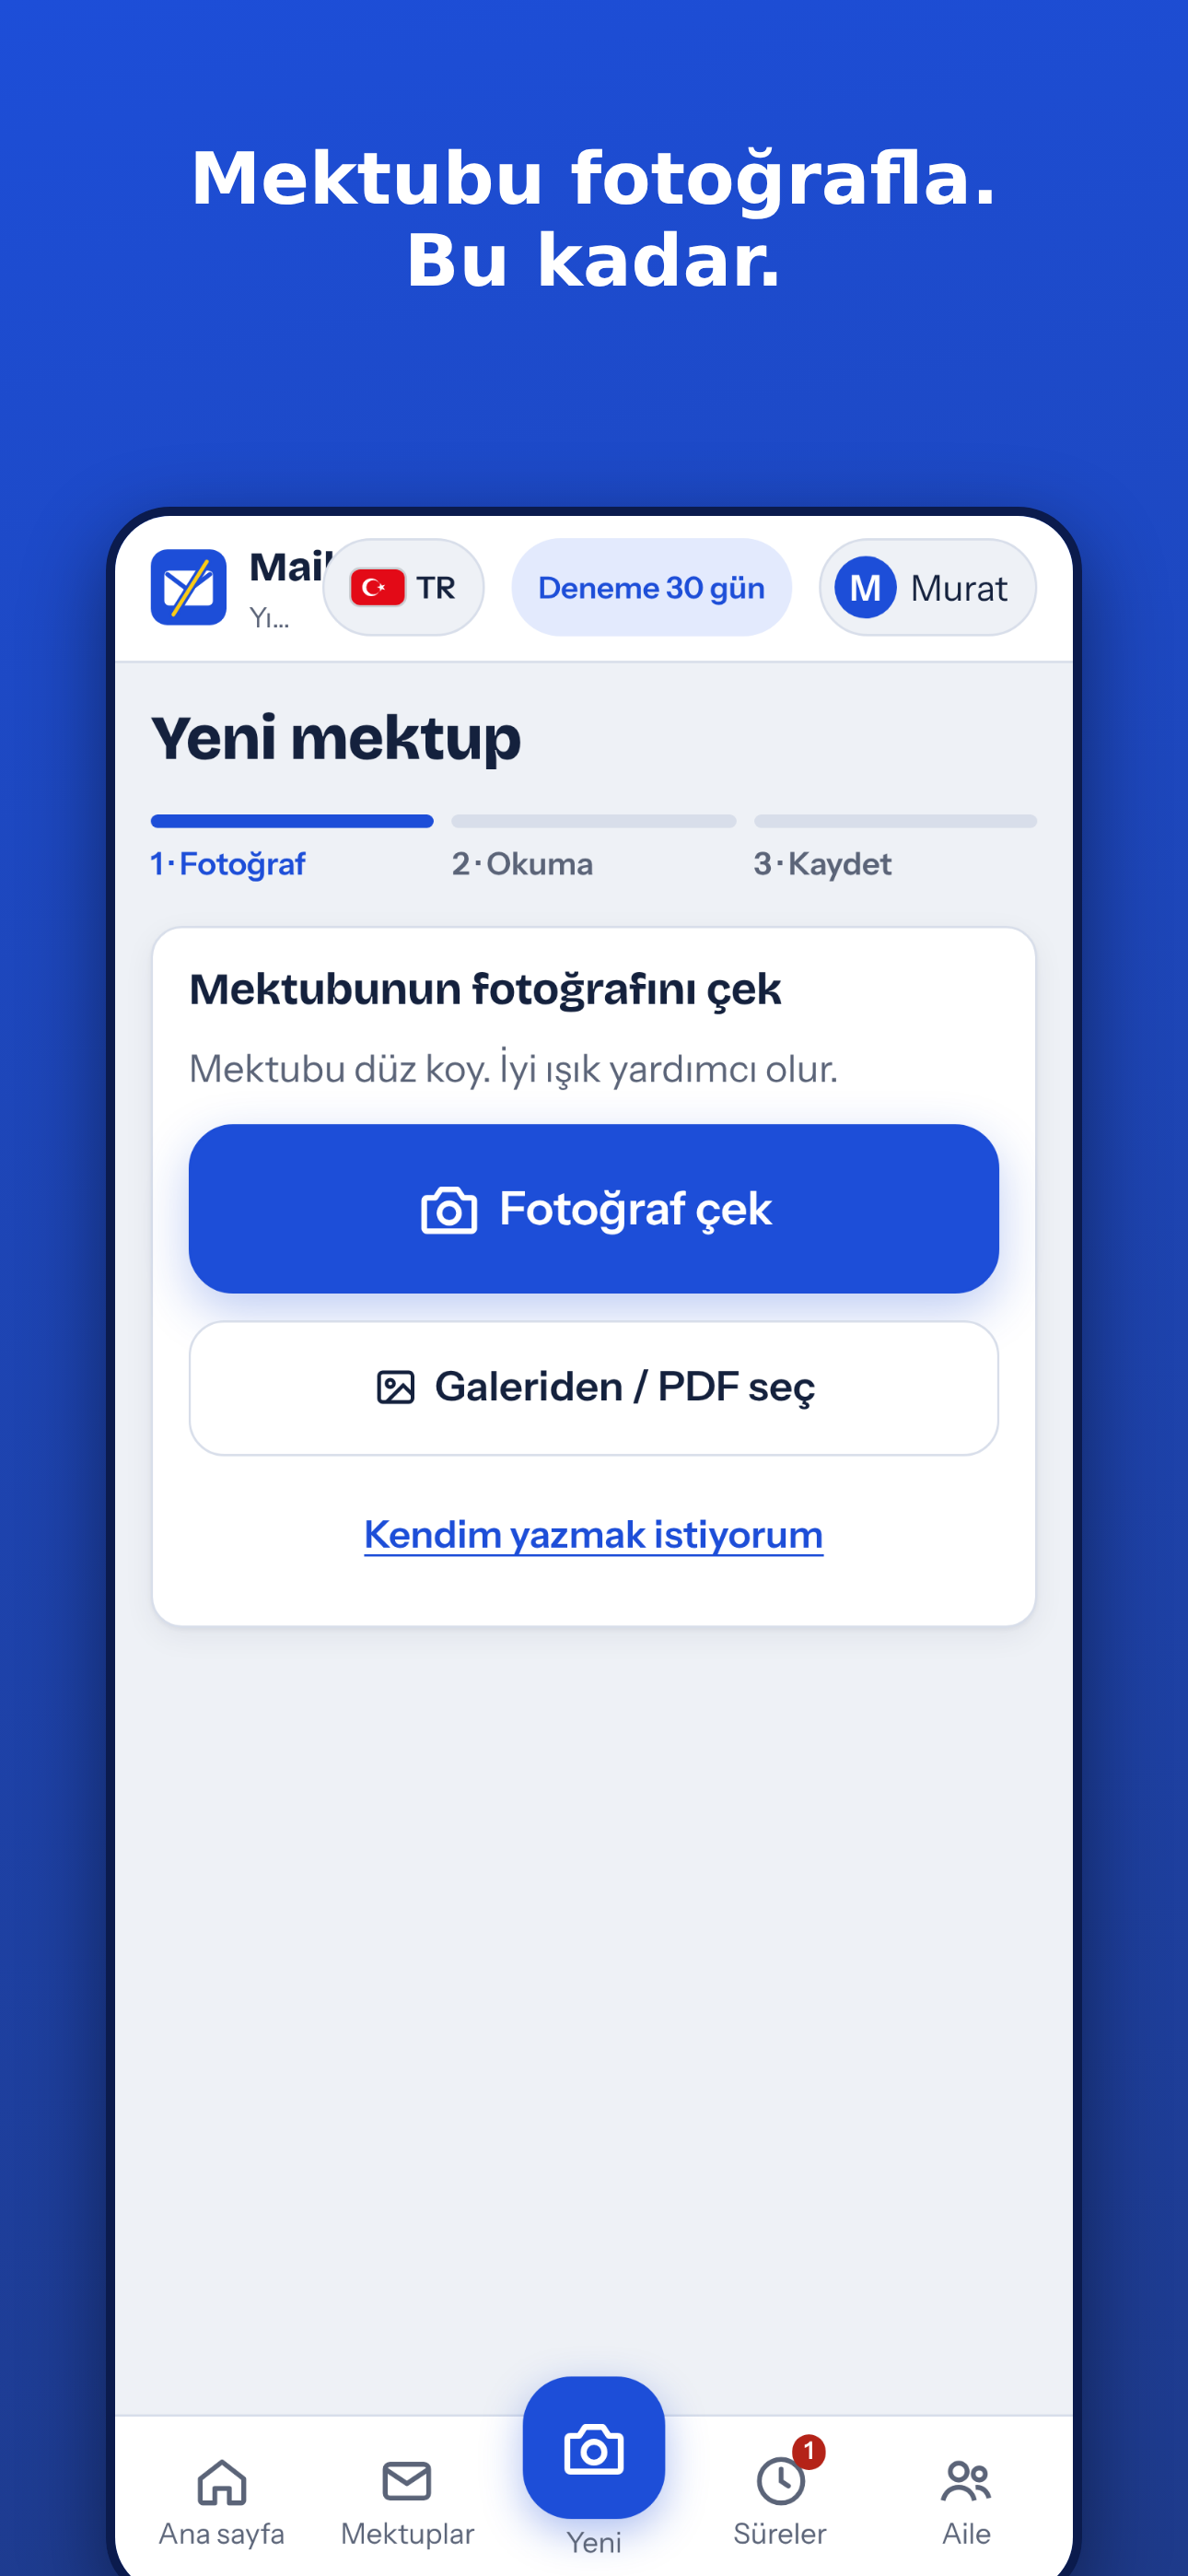 Mektubu fotoğrafla.
Bu kadar.
TR
Deneme 30 gün
M
Murat
Yı...
Yeni mektup
1 · Fotoğraf
2 · Okuma
3 · Kaydet
Mektubunun fotoğrafını çek
Mektubu düz koy. İyi ışık yardımcı olur.
Fotoğraf çek
Galeriden / PDF seç
Kendim yazmak istiyorum
1
Ana sayfa
Mektuplar
Yeni
Süreler
Aile